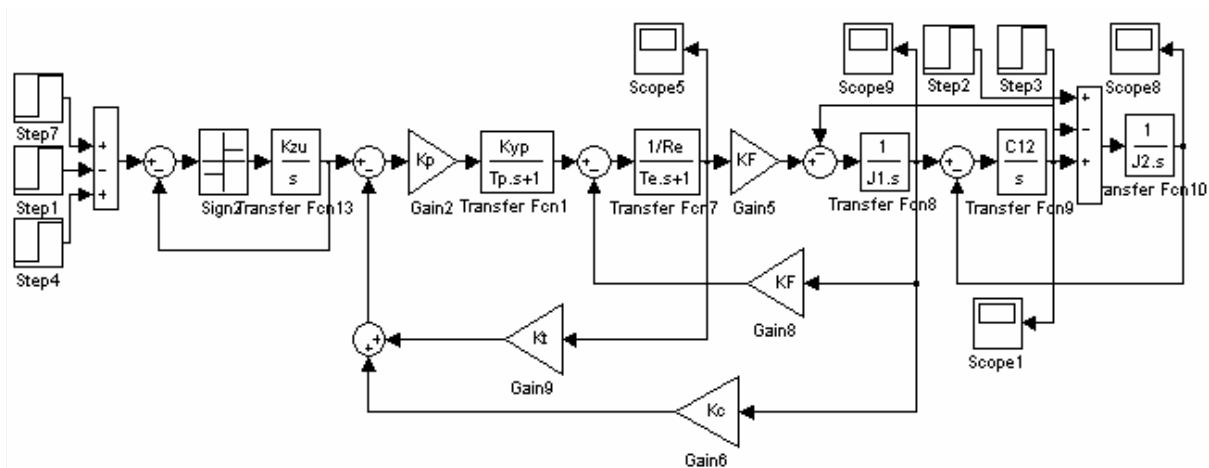 Step7
+
Step1
−
+
Step4
+
−
Sign2
Kzu
s
Transfer Fcn13
+
−
Kp
Gain2
Kyp
Tp.s+1
Transfer Fcn1
+
−
1/Re
Te.s+1
Transfer Fcn7
Scope5
KF
Gain5
+
−
1
J1.s
Transfer Fcn8
Scope9
Step2
Step3
+
−
C12
s
Transfer Fcn9
+
−
+
1
J2.s
Transfer Fcn10
Scope8
KF
Gain8
Scope1
+
+
Kt
Gain9
Kc
Gain6